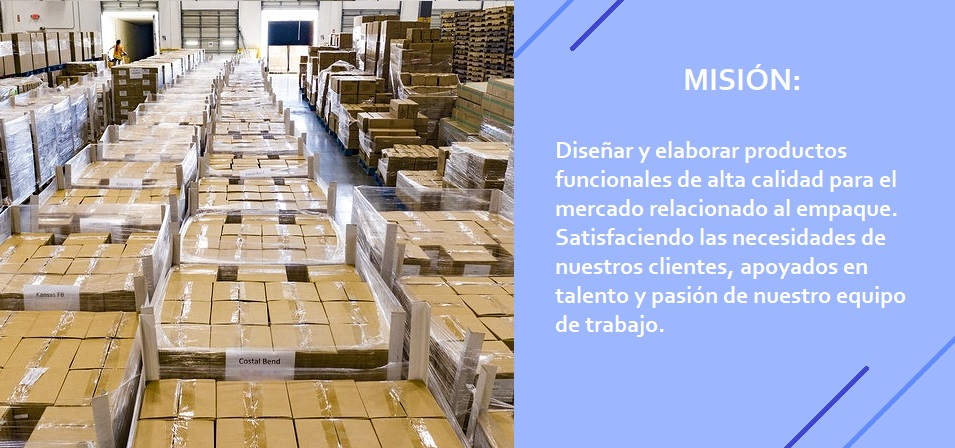 MISIÓN:
Diseñar y elaborar productos
funcionales de alta calidad para el
mercado relacionado al empaque.
Satisfaciendo las necesidades de
nuestros clientes, apoyados en
talento y pasión de nuestro equipo
de trabajo.
Kansas FB
Costal Bend